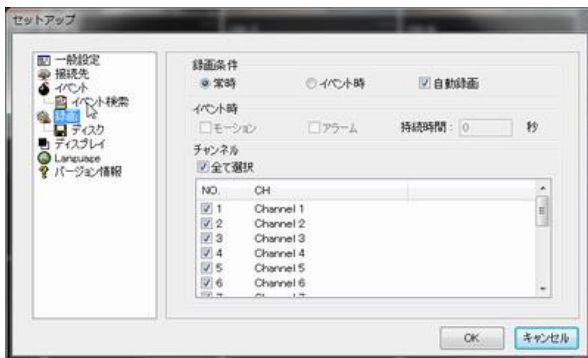 セットアップ
一般設定
接続先
イベント
イベント検索
録画
ディスク
ディスプレイ
Language
バージョン情報
録画条件
常時
イベント時
自動録画
イベント時
モーション
アラーム
持続時間 : 0 秒
チャンネル
全て選択
NO. CH
1 Channel 1
2 Channel 2
3 Channel 3
4 Channel 4
5 Channel 5
6 Channel 6
OK
キャンセル